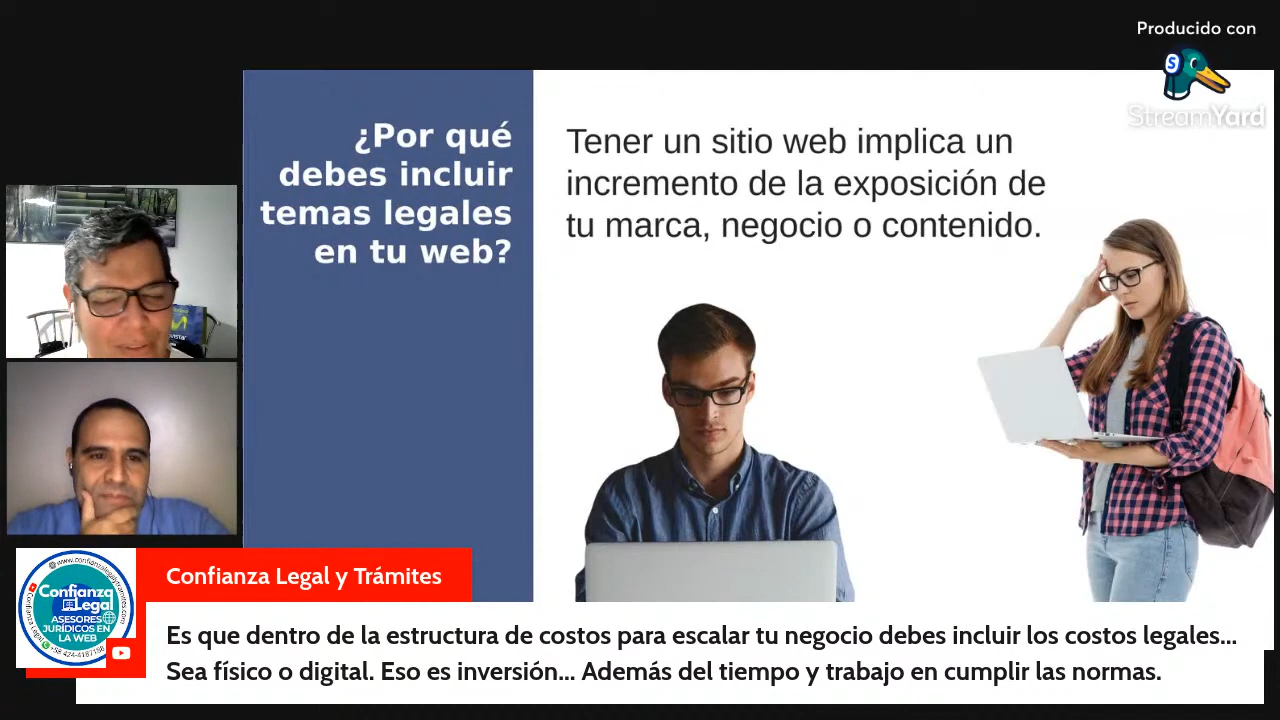 Producido con
StreamYard
¿Por qué
debes incluir
temas legales
en tu web?
Tener un sitio web implica un
incremento de la exposición de
tu marca, negocio o contenido.
Confianza Legal y Trámites
Es que dentro de la estructura de costos para escalar tu negocio debes incluir los costos legales...
Sea físico o digital. Eso es inversión... Además del tiempo y trabajo en cumplir las normas.
Confianza
Legal
ASESORES
JURÍDICOS EN
LA WEB